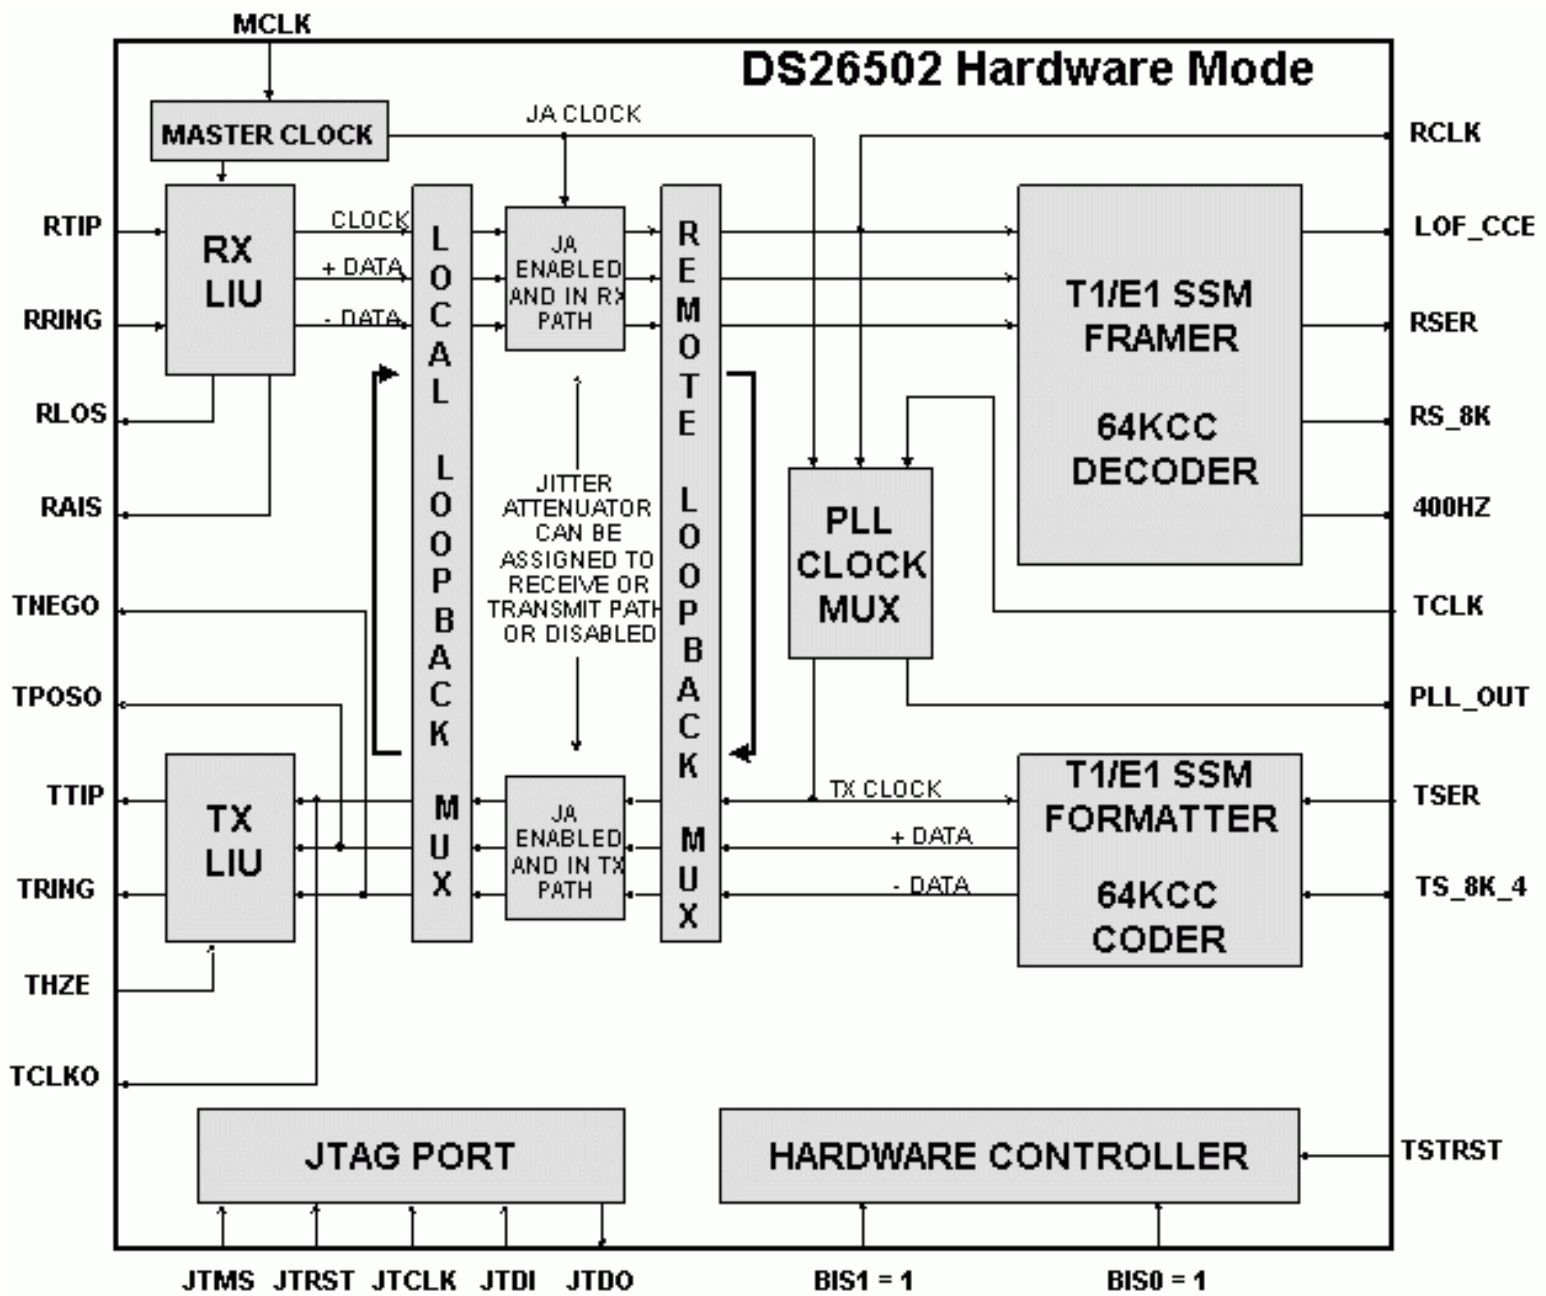 MCLK
DS26502 Hardware Mode
MASTER CLOCK
JA CLOCK
RCLK
RTIP
RX
LIU
CLOCK
+ DATA
- DATA
RRING
LOCAL LOOPBACK MUX
JA
ENABLED
AND IN RX
PATH
REMOTE LOOPBACK MUX
T1/E1 SSM
FRAMER
64KCC
DECODER
LOF_CCE
RSER
RS_8K
400HZ
RLOS
RAIS
JITTER
ATTENUATOR
CAN BE
ASSIGNED TO
RECEIVE OR
TRANSMIT PATH
OR DISABLED
PLL
CLOCK
MUX
TNEGO
TCLK
TPOSO
PLL_OUT
TTIP
TX
LIU
TRING
JA
ENABLED
AND IN TX
PATH
TX CLOCK
+ DATA
- DATA
T1/E1 SSM
FORMATTER
64KCC
CODER
TSER
TS_8K_4
THZE
TCLKO
JTAG PORT
HARDWARE CONTROLLER
TSTRST
JTMS
JTRST
JTCLK
JTDI
JTDO
BIS1 = 1
BIS0 = 1